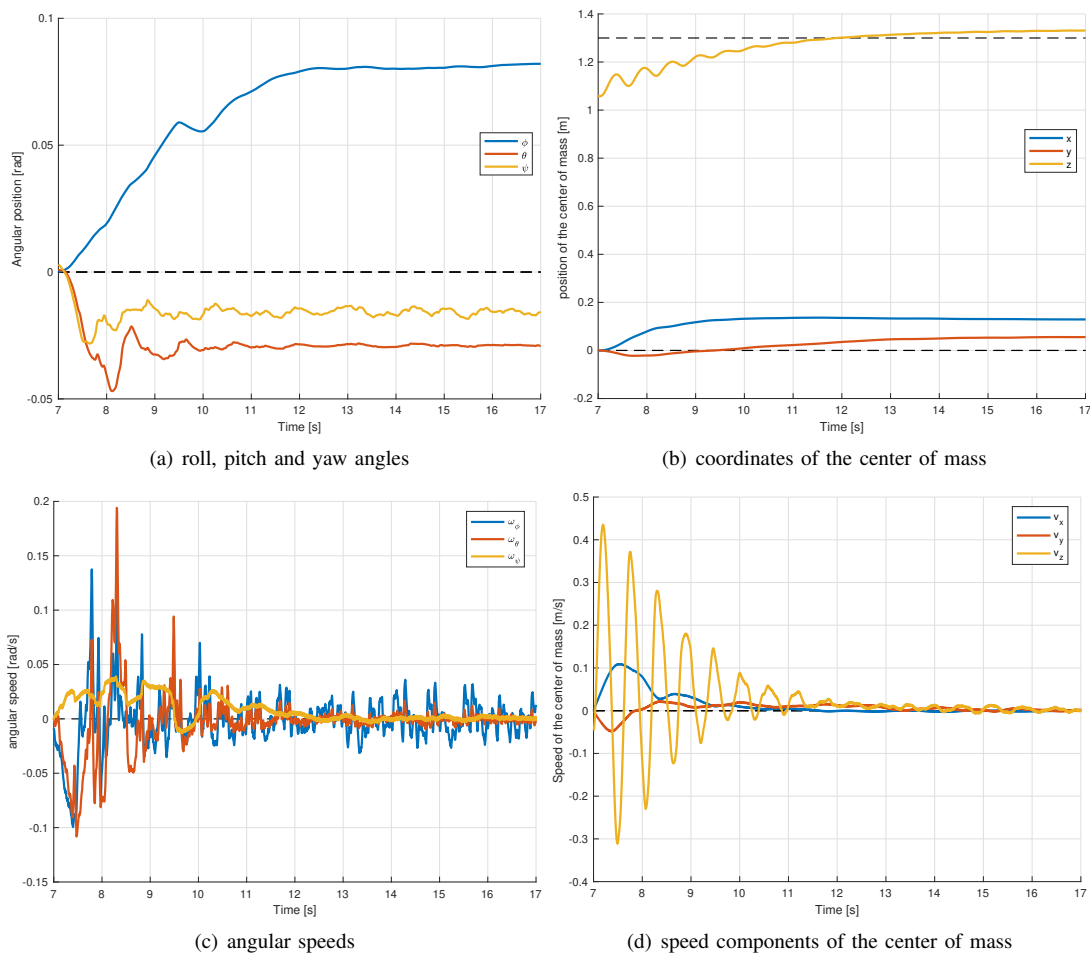 0.1
0.05
0
-0.05
7 8 9 10 11 12 13 14 15 16 17
Angular position [rad]
Time [s]
ϕ
θ
ψ
(a) roll, pitch and yaw angles
1.4
1.2
1
0.8
0.6
0.4
0.2
0
-0.2
7 8 9 10 11 12 13 14 15 16 17
position of the center of mass [m]
Time [s]
x
y
z
(b) coordinates of the center of mass
0.2
0.15
0.1
0.05
0
-0.05
-0.1
-0.15
7 8 9 10 11 12 13 14 15 16 17
angular speed [rad/s]
Time [s]
ω_ϕ
ω_θ
ω_ψ
(c) angular speeds
0.5
0.4
0.3
0.2
0.1
0
-0.1
-0.2
-0.3
-0.4
7 8 9 10 11 12 13 14 15 16 17
Speed of the center of mass [m/s]
Time [s]
v_x
v_y
v_z
(d) speed components of the center of mass